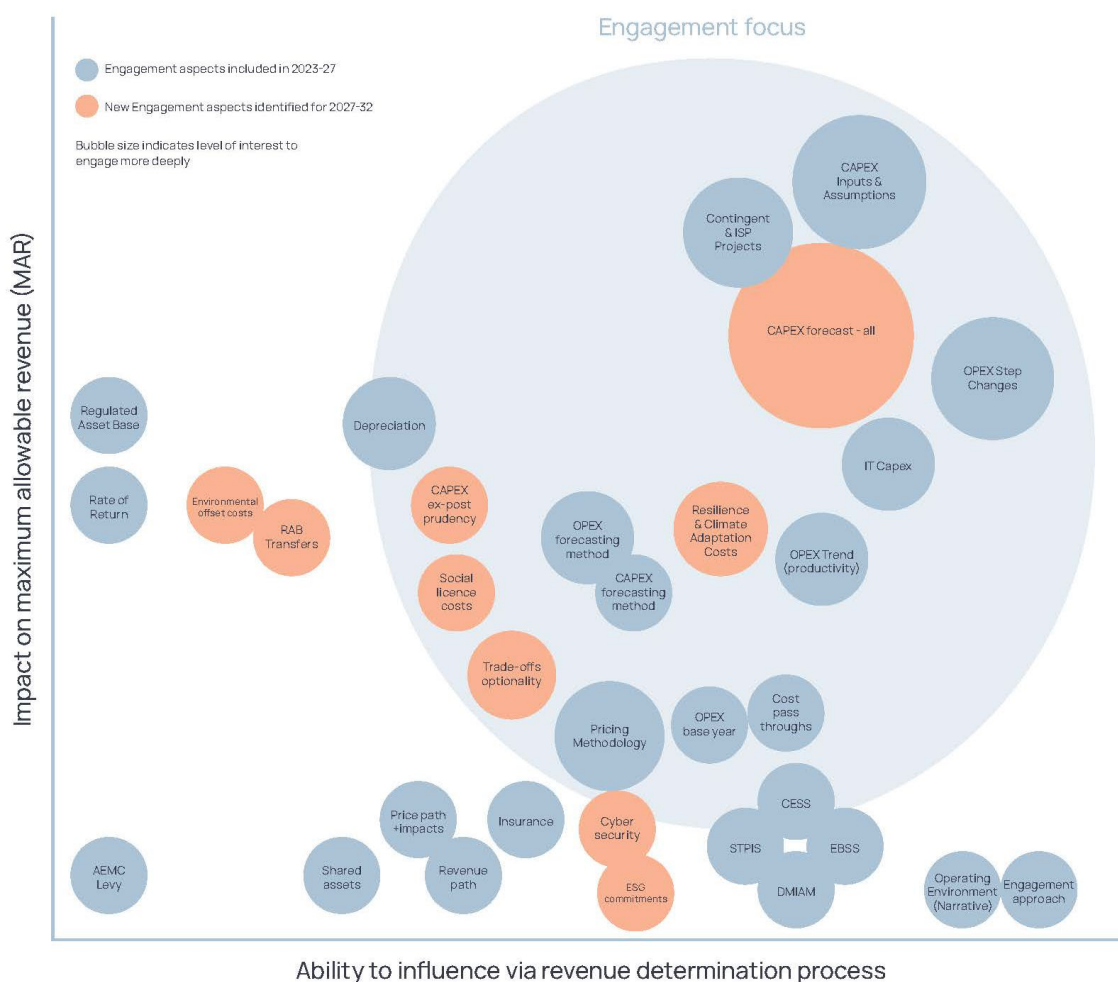 Engagement focus
Engagement aspects included in 2023-27
New Engagement aspects identified for 2027-32
Bubble size indicates level of interest to
engage more deeply
Impact on maximum allowable revenue (MAR)
CAPEX
Inputs &
Assumptions
Contingent
& ISP
Projects
CAPEX forecast - all
OPEX Step
Changes
Regulated
Asset Base
Depreciation
IT Capex
Rate of
Return
Environmental
offset costs
RAB
Transfers
CAPEX
ex-post
prudency
OPEX
forecasting
method
Resilience
& Climate
Adaptation
Costs
OPEX Trend
(productivity)
Social
licence
costs
CAPEX
forecasting
method
Trade-offs
optionality
Pricing
Methodology
OPEX
base year
Cost
pass
throughs
Price path
+impacts
Insurance
Cyber
security
CESS
STPIS
EBSS
DMIAM
AEMC
Levy
Shared
assets
Revenue
path
ESG
commitments
Operating
Environment
(Narrative)
Engagement
approach
Ability to influence via revenue determination process